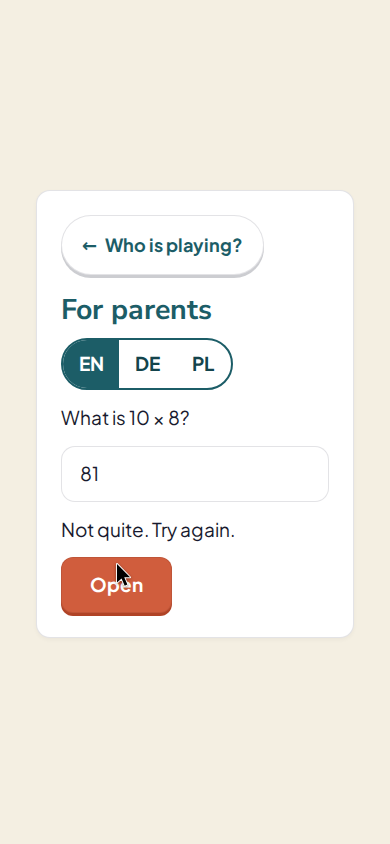 ← Who is playing?
For parents
EN DE PL
What is 10 × 8?
81
Not quite. Try again.
Open